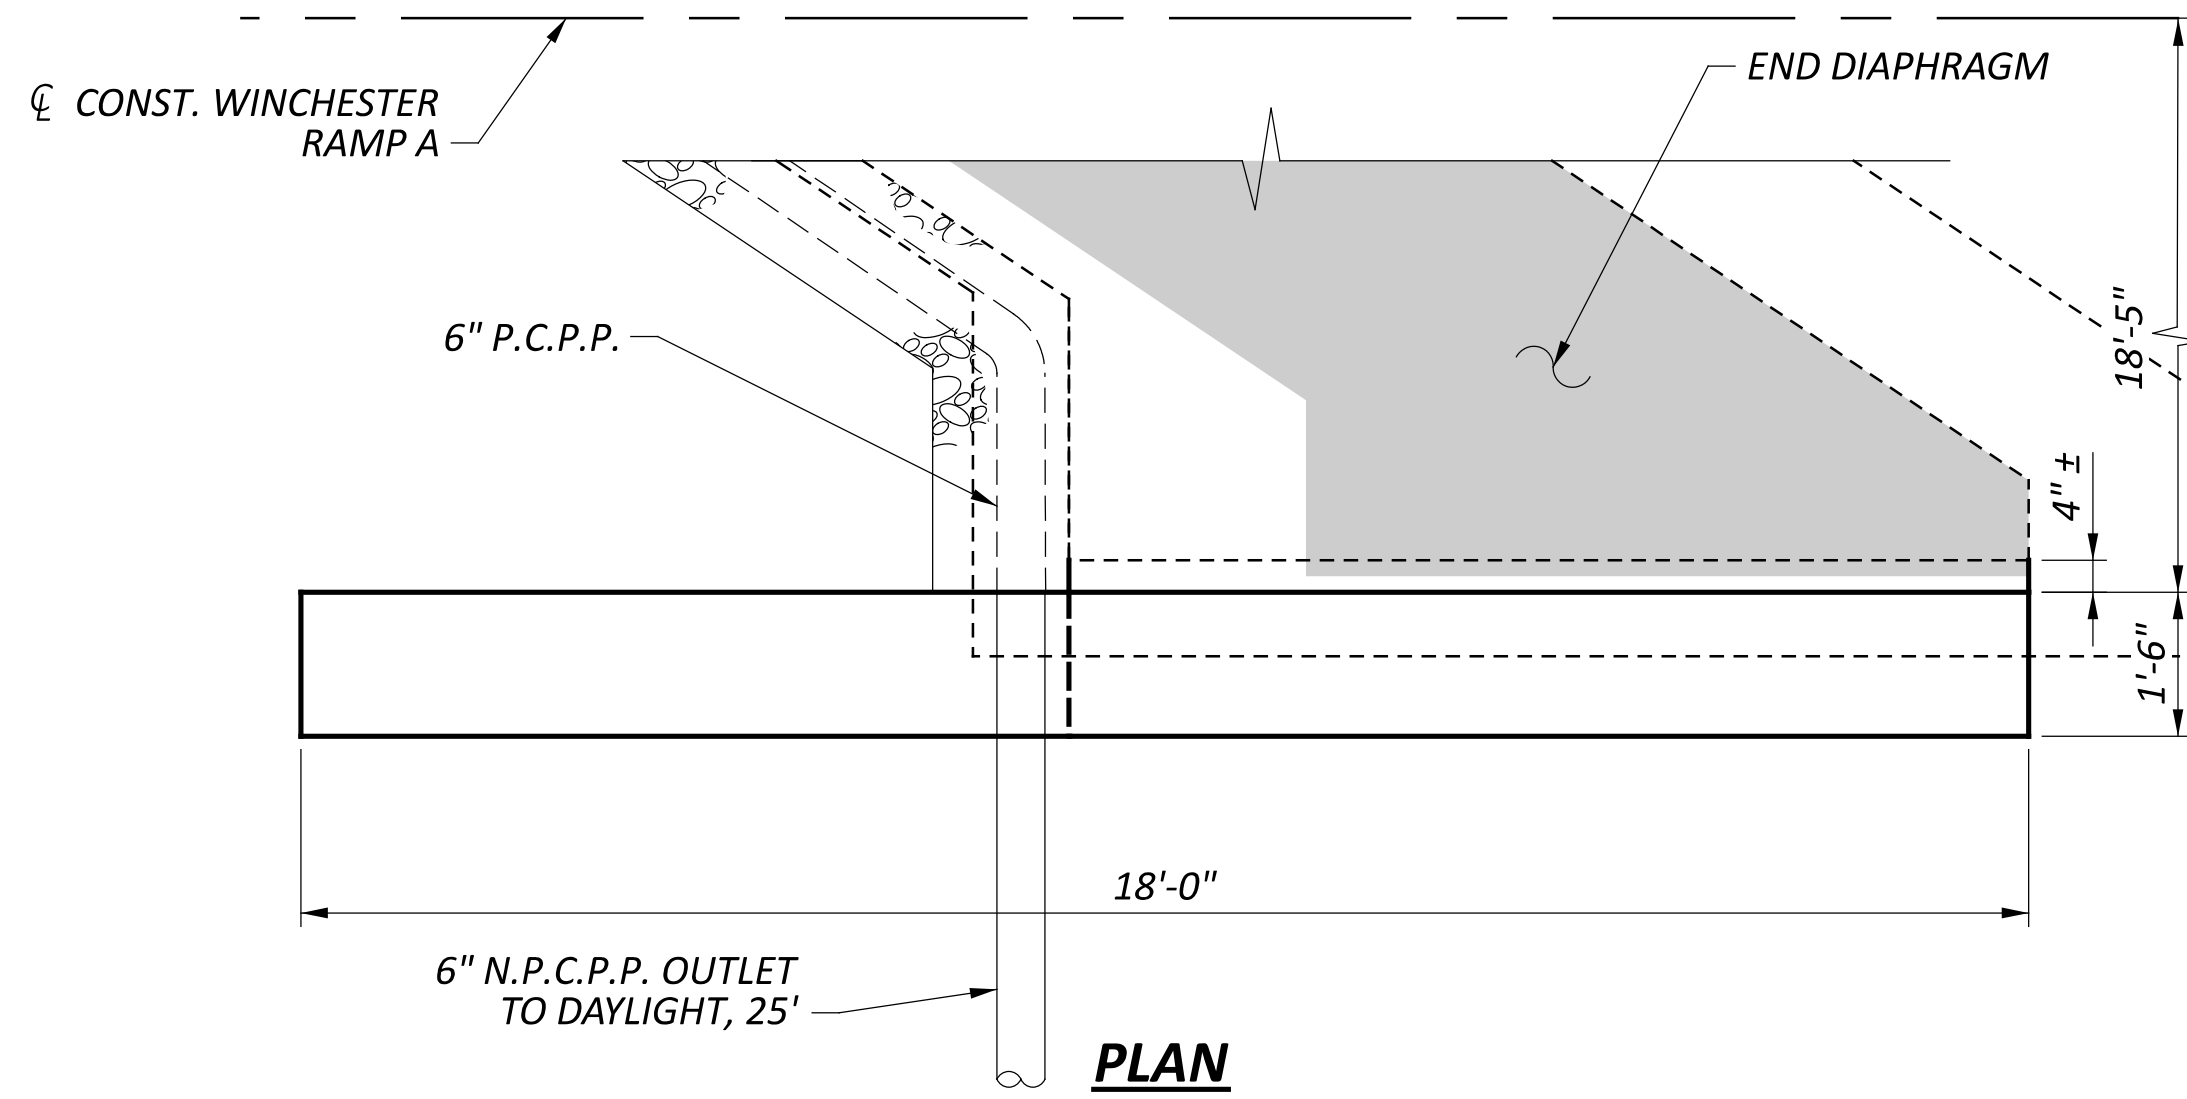 ℄ CONST. WINCHESTER
RAMP A
END DIAPHRAGM
6" P.C.P.P.
18'-5"
4" ±
1'-6"
18'-0"
6" N.P.C.P.P. OUTLET
TO DAYLIGHT, 25'
PLAN